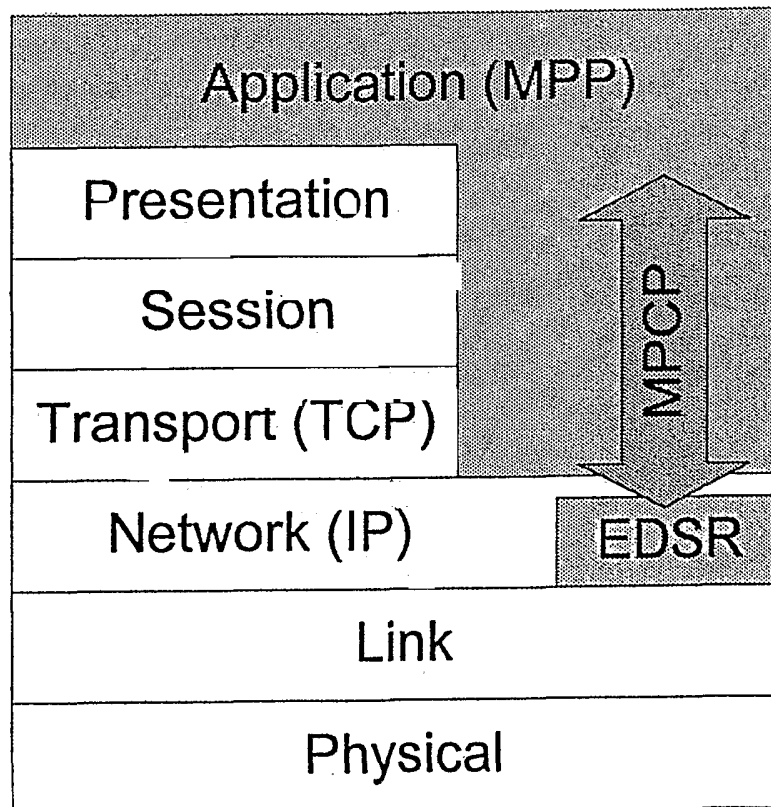 Application (MPP)
Presentation
Session
Transport (TCP)
MPCP
Network (IP)
EDSR
Link
Physical